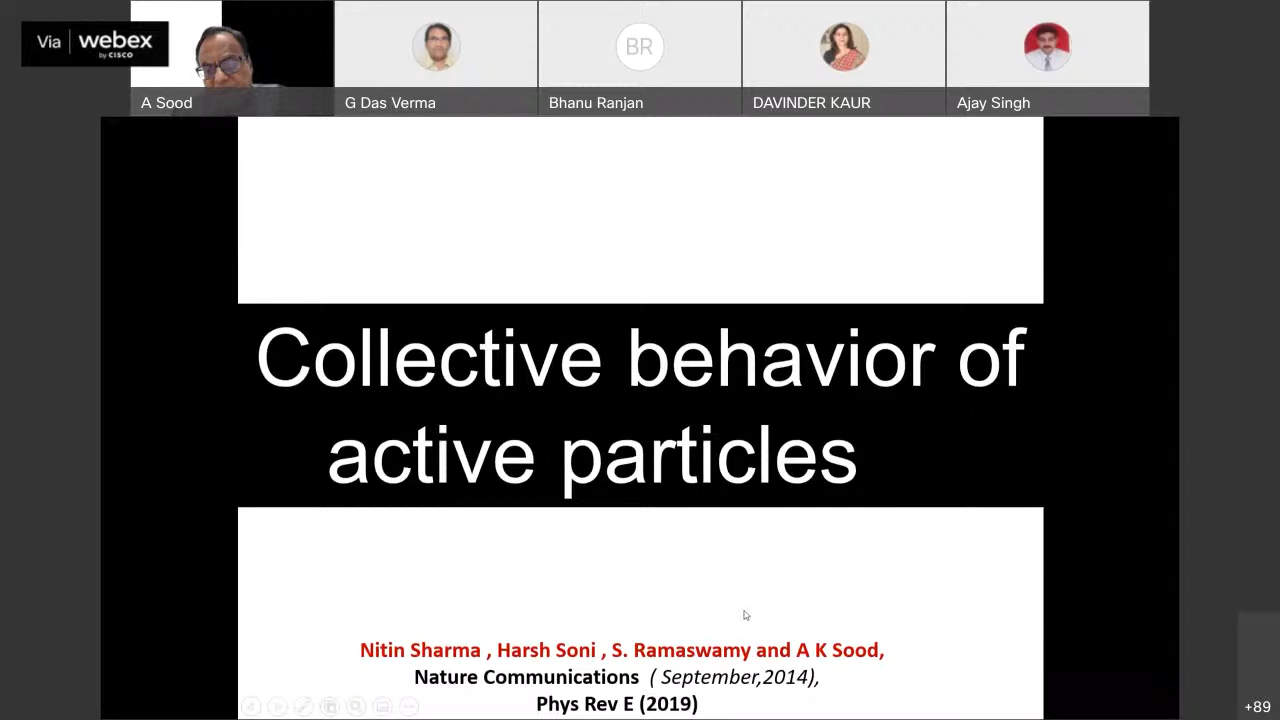 Via webex
by CISCO
A Sood
G Das Verma
BR
Bhanu Ranjan
DAVINDER KAUR
Ajay Singh
Collective behavior of
active particles
Nitin Sharma , Harsh Soni , S. Ramaswamy and A K Sood,
Nature Communications ( September,2014),
Phys Rev E (2019)
+89